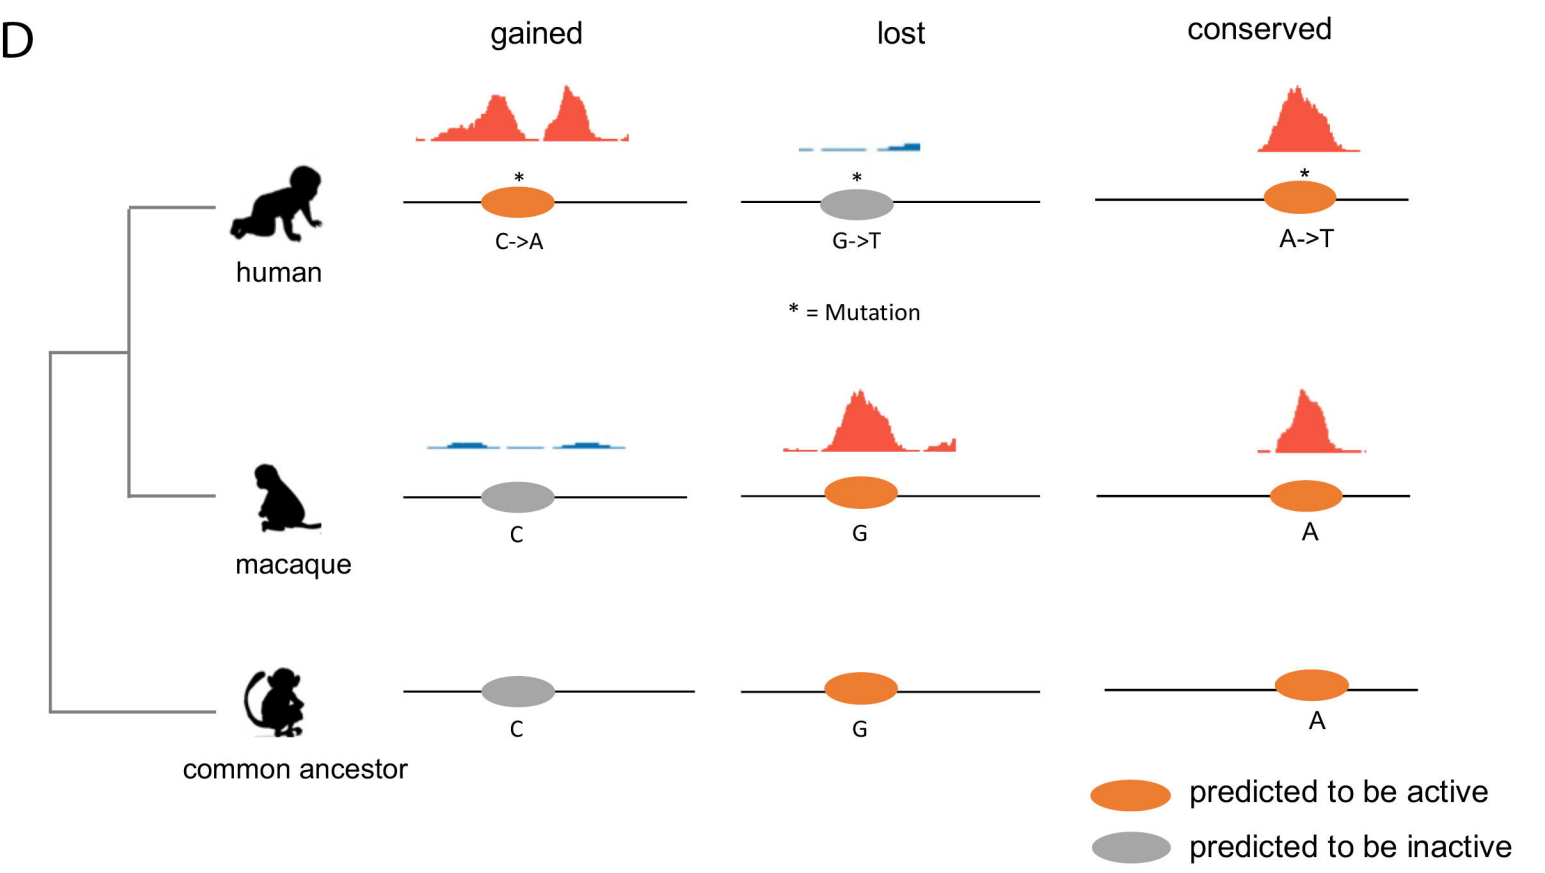 D
gained
lost
conserved
*
*
*
C->A
G->T
A->T
human
* = Mutation
C
G
A
macaque
C
G
A
common ancestor
predicted to be active
predicted to be inactive